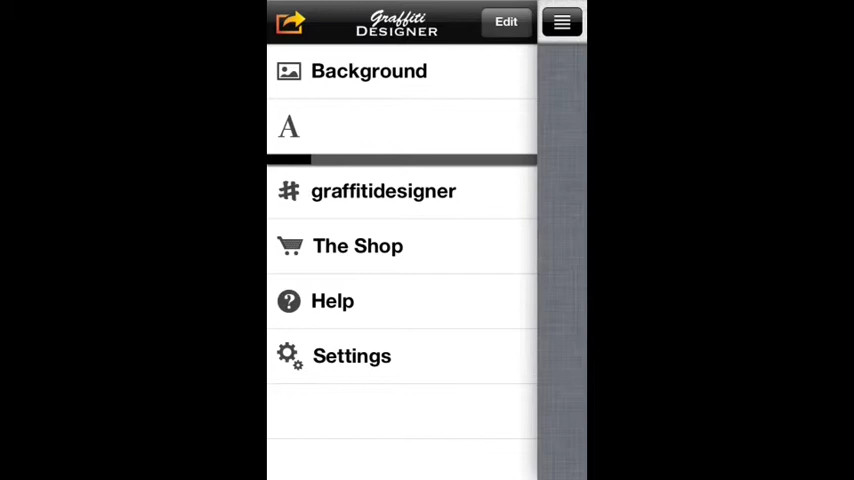 Graffiti
DESIGNER
Edit
Background
A
# graffitidesigner
The Shop
? Help
Settings